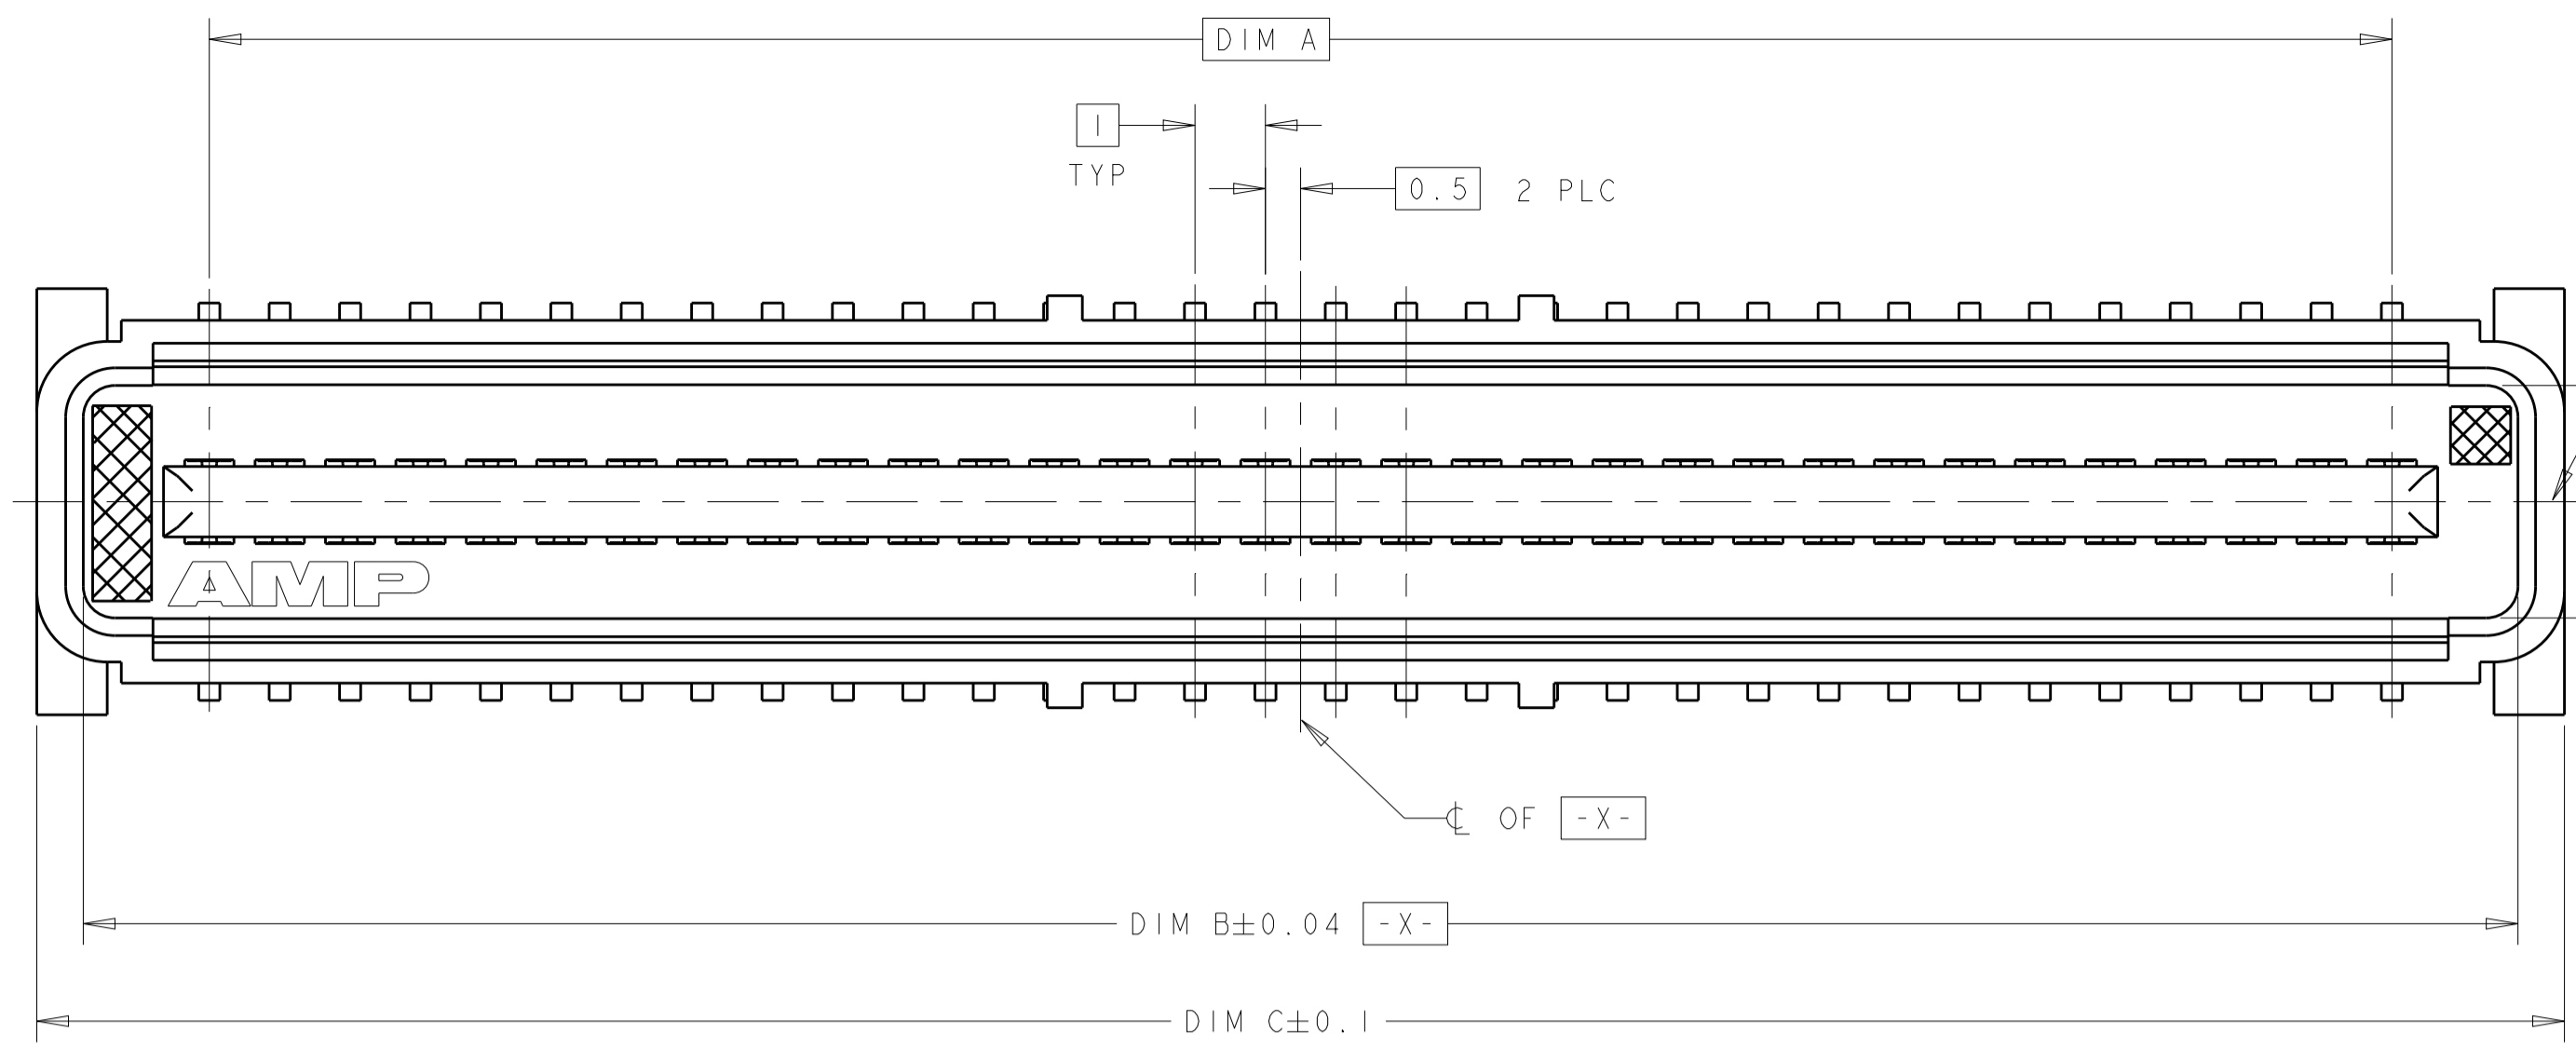 DIM A
1
TYP
0.5 2 PLC
AMP
℄ OF -X-
DIM B±0.04 -X-
DIM C±0.1